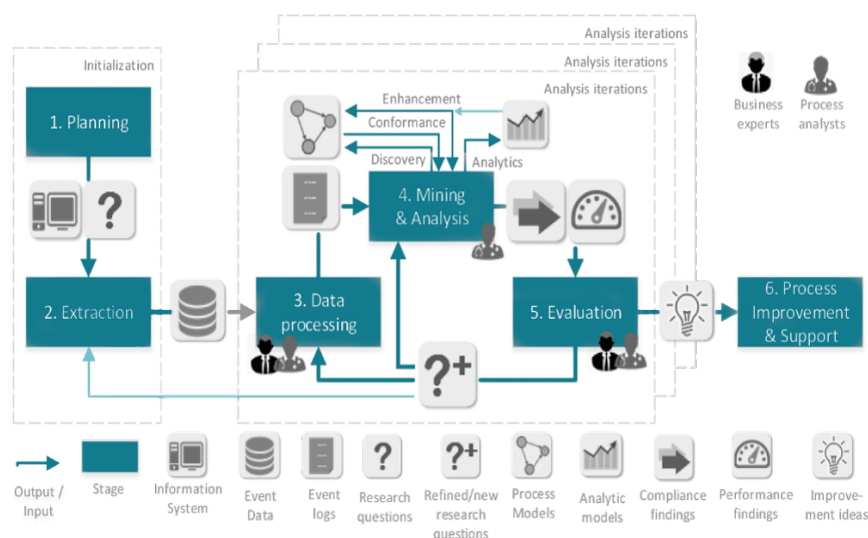 Analysis iterations
Analysis iterations
Initialization
Analysis iterations
Business
experts
Process
analysts
1. Planning
Enhancement
Conformance
Discovery
Analytics
4. Mining
& Analysis
2. Extraction
3. Data
processing
5. Evaluation
6. Process
Improvement
& Support
?
?+
?
?+
Output /
Input
Stage
Information
System
Event
Data
Event
logs
Research
questions
Refined/new
research
questions
Process
Models
Analytic
models
Compliance
findings
Performance
findings
Improve-
ment ideas